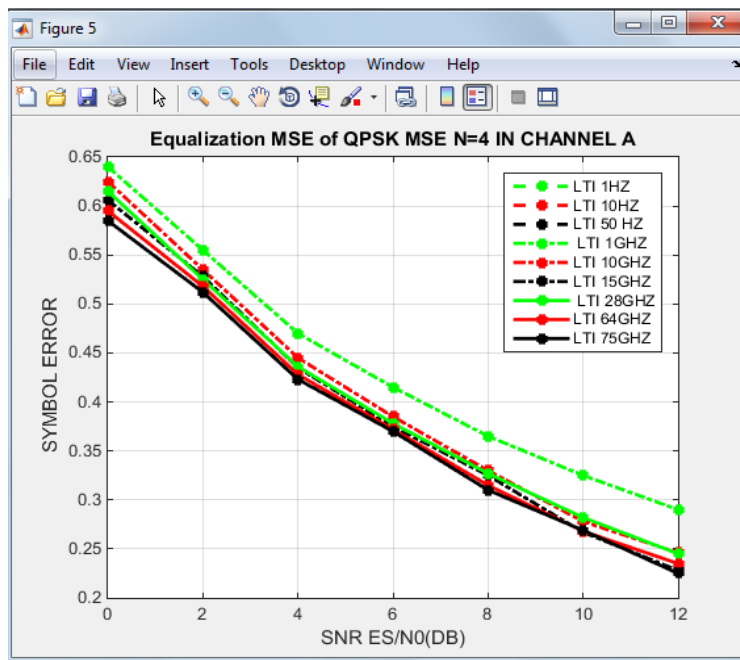 Figure 5
File Edit View Insert Tools Desktop Window Help
Equalization MSE of QPSK MSE N=4 IN CHANNEL A
0.65
0.6
0.55
0.5
0.45
0.4
0.35
0.3
0.25
0.2
SYMBOL ERROR
LTI 1HZ
LTI 10HZ
LTI 50 HZ
LTI 1GHZ
LTI 10GHZ
LTI 15GHZ
LTI 28GHZ
LTI 64GHZ
LTI 75GHZ
0 2 4 6 8 10 12
SNR ES/N0(DB)